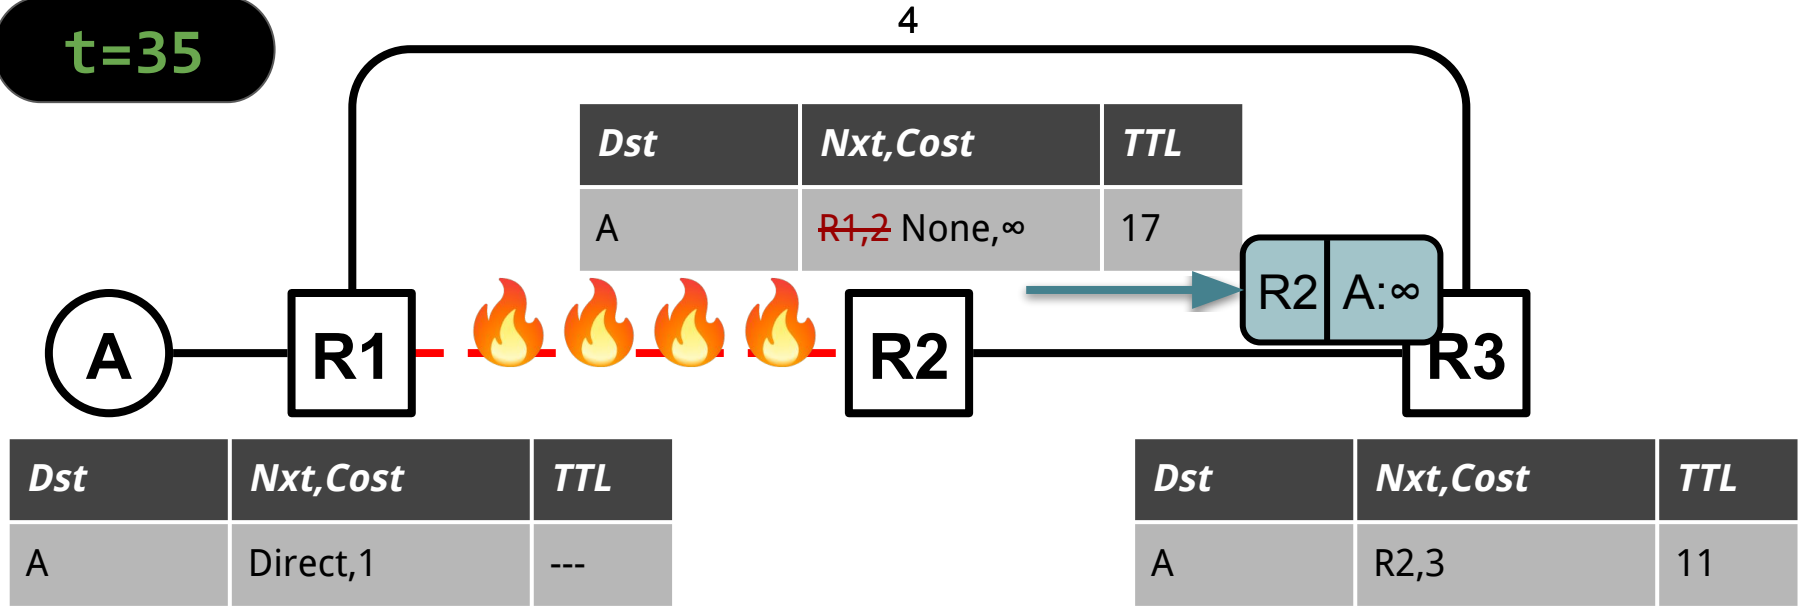 t=35
4
Dst Nxt,Cost TTL
A R1,2 None,∞ 17
R2 A:∞
A R1 R2 R3
Dst Nxt,Cost TTL
A Direct,1 ---
Dst Nxt,Cost TTL
A R2,3 11